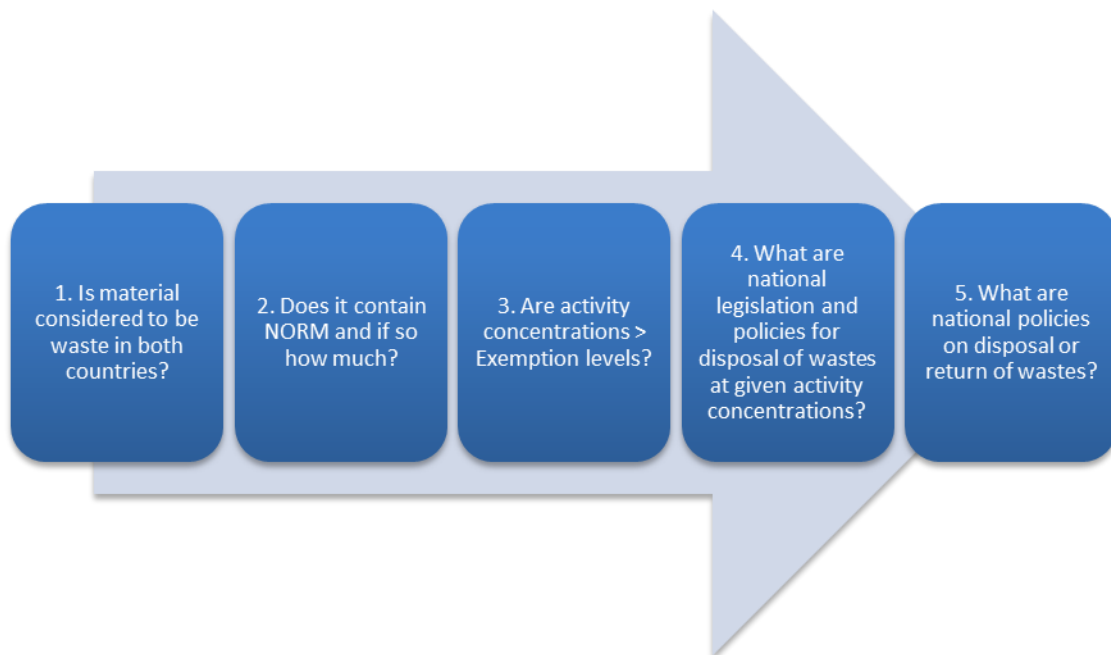 1. Is material
considered to be
waste in both
countries?
2. Does it contain
NORM and if so
how much?
3. Are activity
concentrations >
Exemption levels?
4. What are
national
legislation and
policies for
disposal of wastes
at given activity
concentrations?
5. What are
national policies
on disposal or
return of wastes?